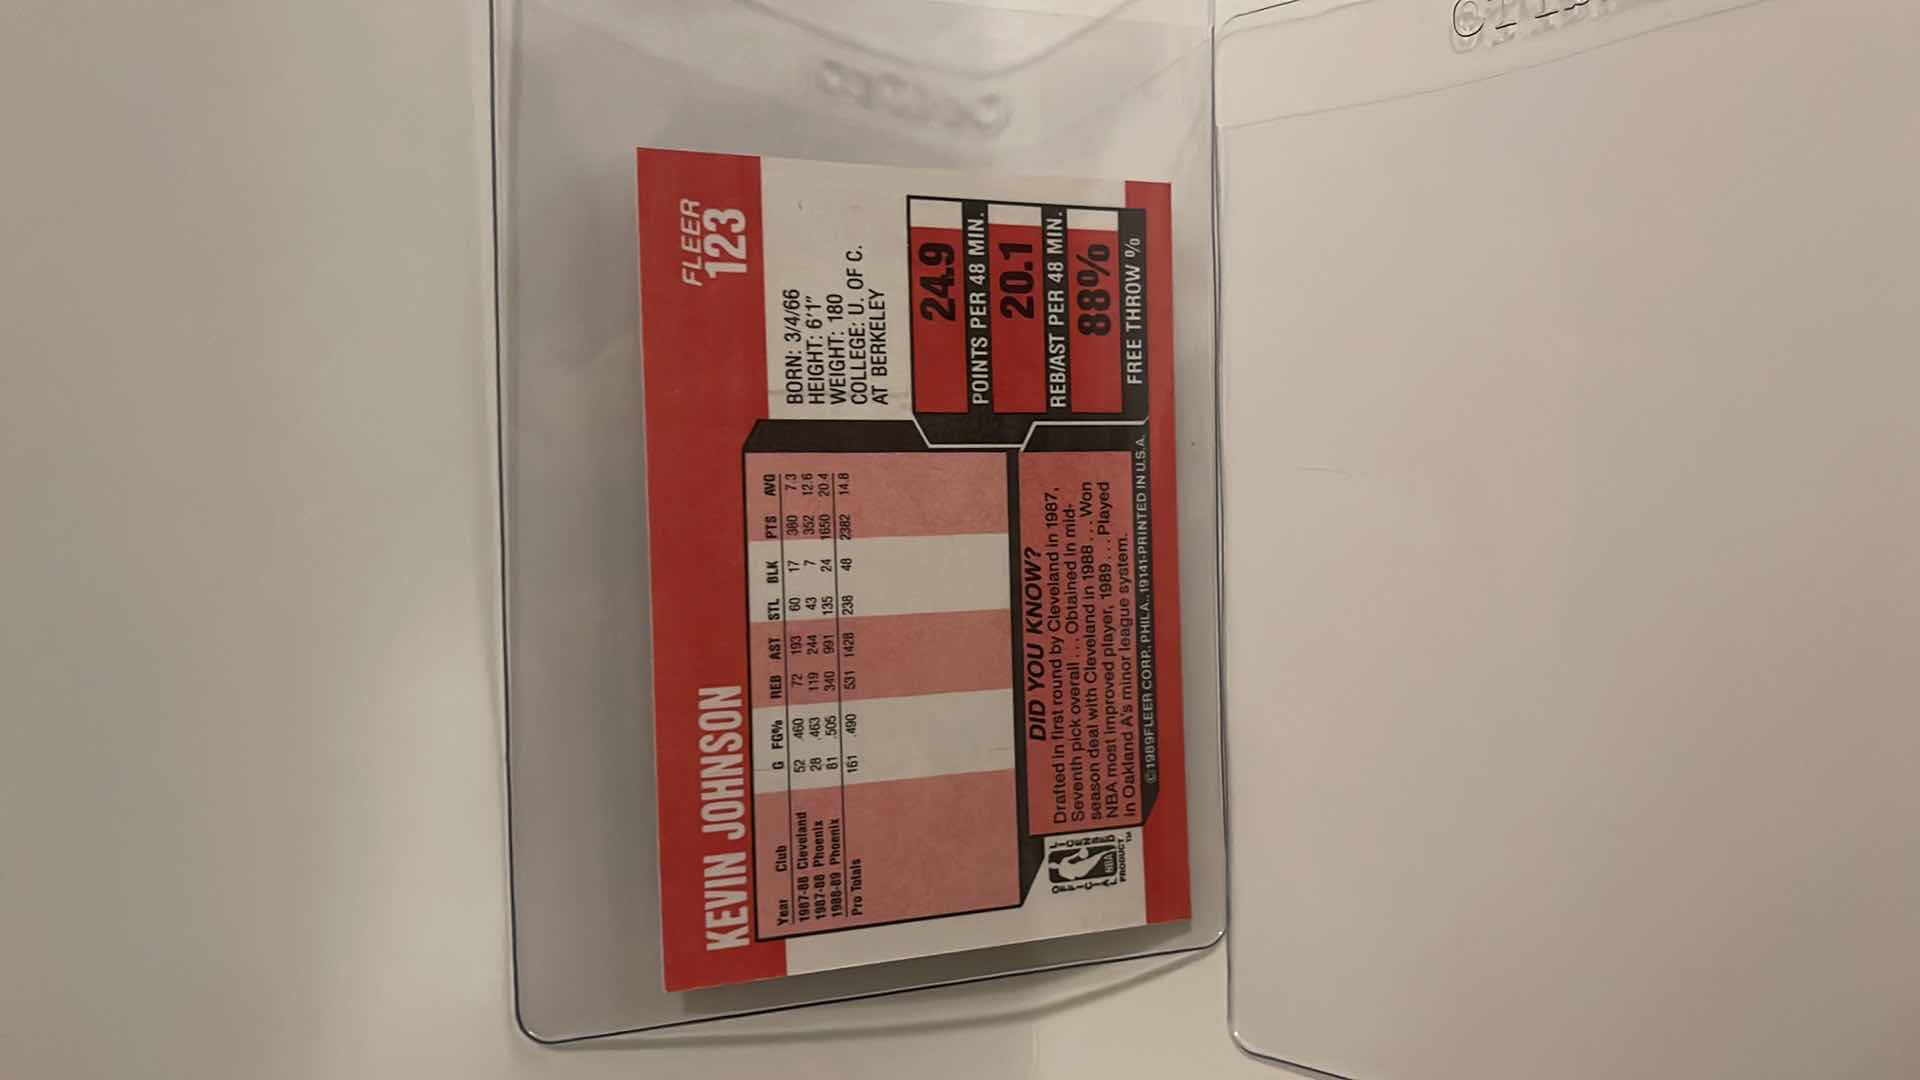 KEVIN JOHNSON
FLEER
123
Year Club G FG% REB AST STL BLK PTS AVG
1987-88 Cleveland 52 .460 72 193 60 17 380 7.3
1987-88 Phoenix 28 .463 119 244 43 7 352 12.6
1988-89 Phoenix 81 .505 340 991 135 24 1650 20.4
Pro Totals 161 .490 531 1428 238 48 2382 14.8
BORN: 3/4/66
HEIGHT: 6'1"
WEIGHT: 180
COLLEGE: U. OF C.
AT BERKELEY
24.9
POINTS PER 48 MIN.
20.1
REB/AST PER 48 MIN.
88%
FREE THROW %
DID YOU KNOW?
Drafted in first round by Cleveland in 1987,
Seventh pick overall . . . Obtained in mid-
season deal with Cleveland in 1988 . . . Won
NBA most improved player, 1989 . . . Played
in Oakland A's minor league system.
OFFICIAL LICENSED
NBA
PRODUCT™
©1989FLEER CORP., PHILA., 19141-PRINTED IN U.S.A.